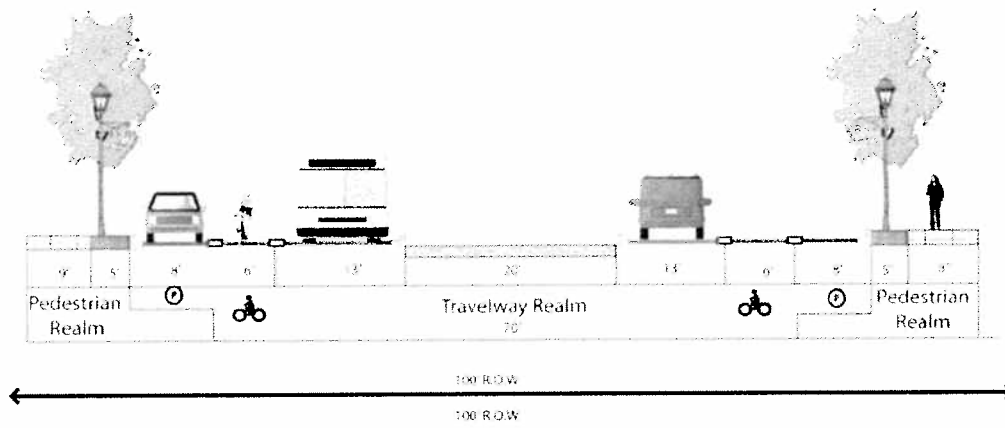 9' 5' 8' 6' 13' 20' 13' 6' 8' 5' 9'
P P
Pedestrian Realm
Travelway Realm
70'
Pedestrian Realm
100' R.O.W
100' R.O.W